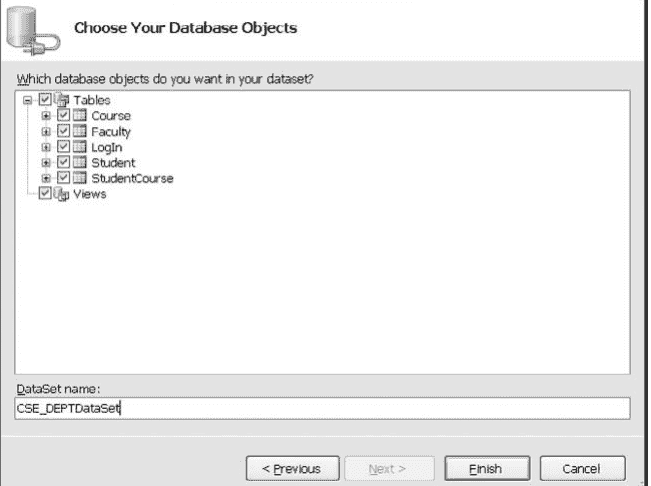 Choose Your Database Objects
Which database objects do you want in your dataset?
Tables
Course
Faculty
LogIn
Student
StudentCourse
Views
DataSet name:
CSE_DEPTDataSet
< Previous
Next >
Finish
Cancel